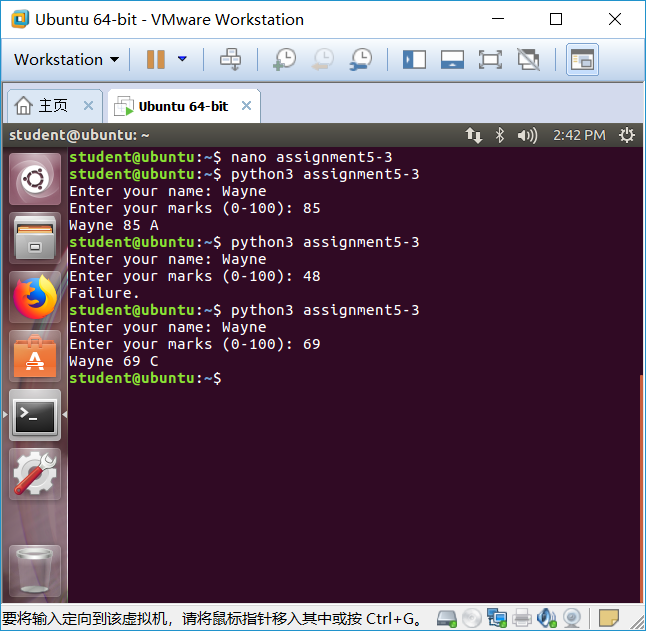 Ubuntu 64-bit - VMware Workstation
Workstation
主页
Ubuntu 64-bit
student@ubuntu: ~
2:42 PM
student@ubuntu:~$ nano assignment5-3
student@ubuntu:~$ python3 assignment5-3
Enter your name: Wayne
Enter your marks (0-100): 85
Wayne 85 A
student@ubuntu:~$ python3 assignment5-3
Enter your name: Wayne
Enter your marks (0-100): 48
Failure.
student@ubuntu:~$ python3 assignment5-3
Enter your name: Wayne
Enter your marks (0-100): 69
Wayne 69 C
student@ubuntu:~$
要将输入定向到该虚拟机，请将鼠标指针移入其中或按 Ctrl+G。